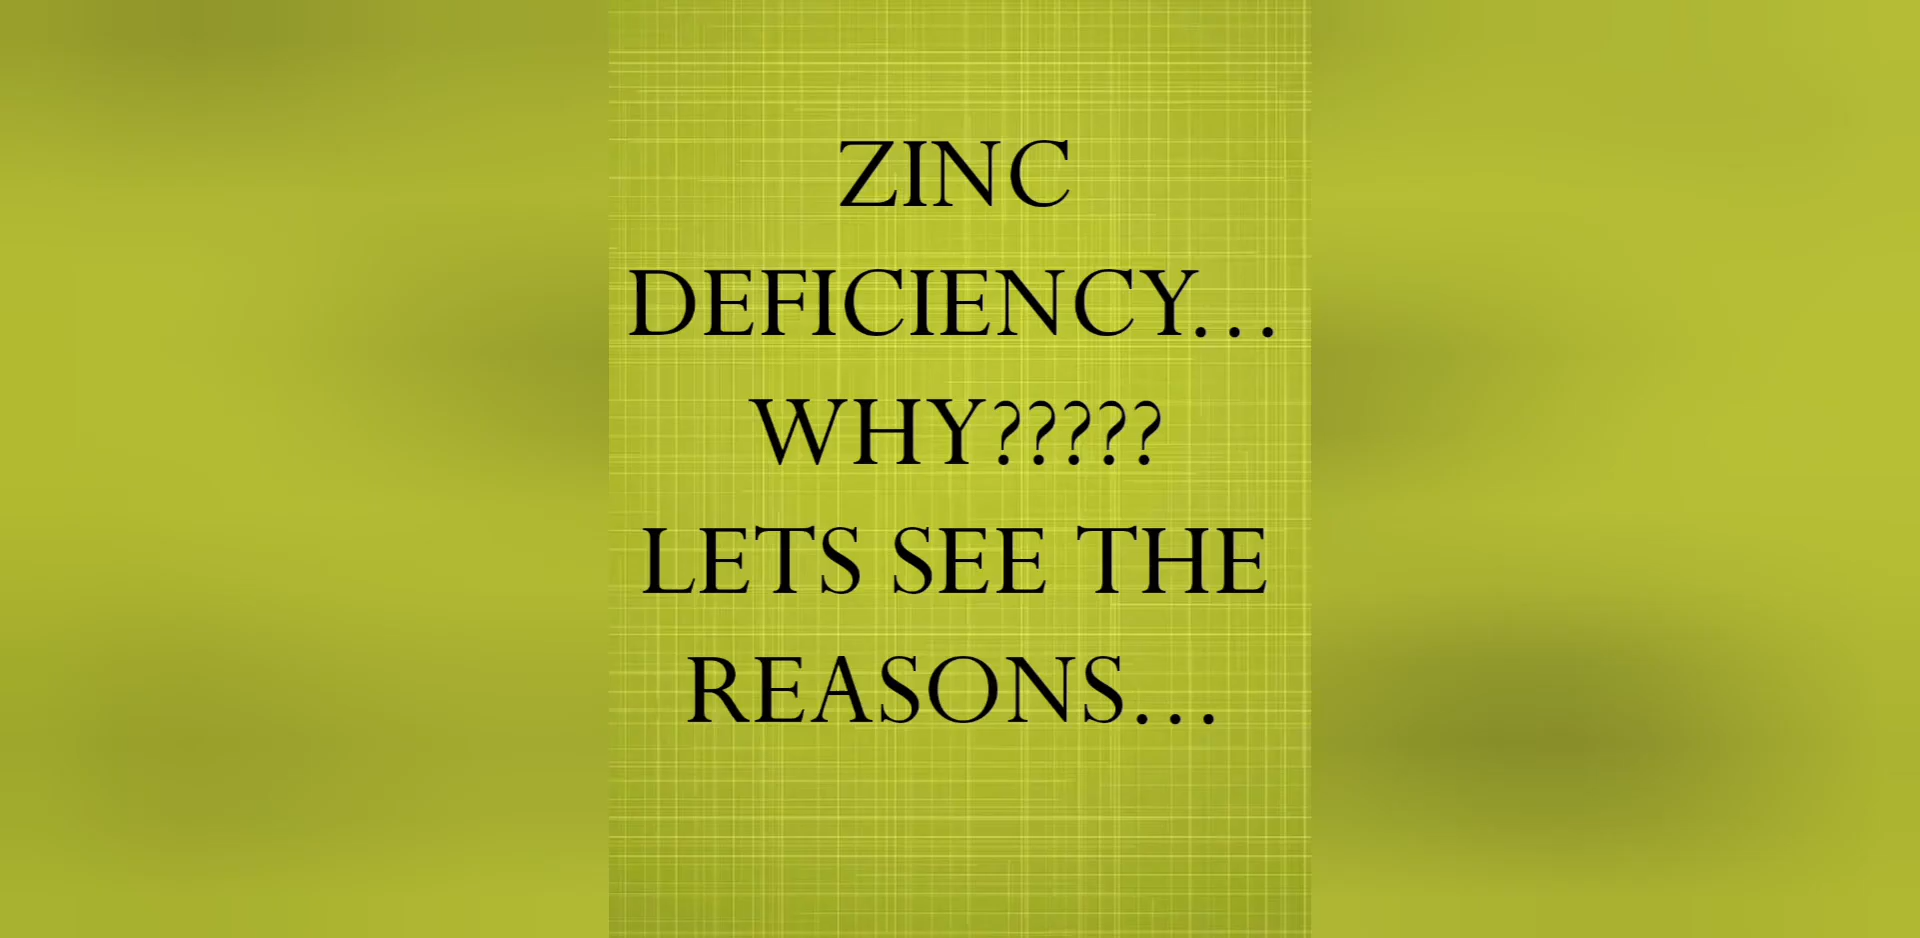 ZINC
DEFICIENCY...
WHY?????
LETS SEE THE
REASONS...